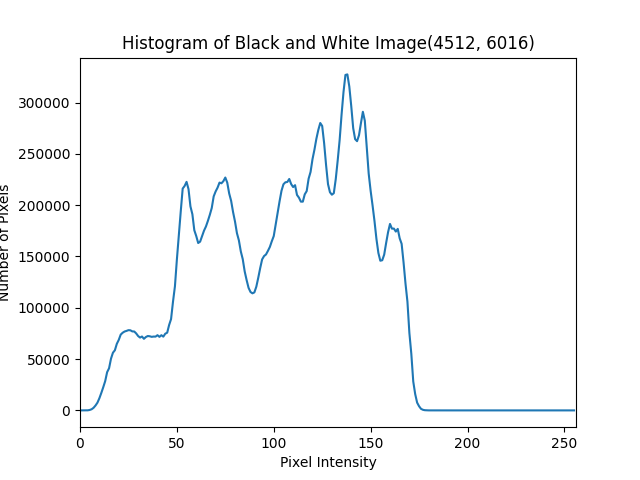 Histogram of Black and White Image(4512, 6016)
Number of Pixels
300000
250000
200000
150000
100000
50000
0
0 50 100 150 200 250
Pixel Intensity